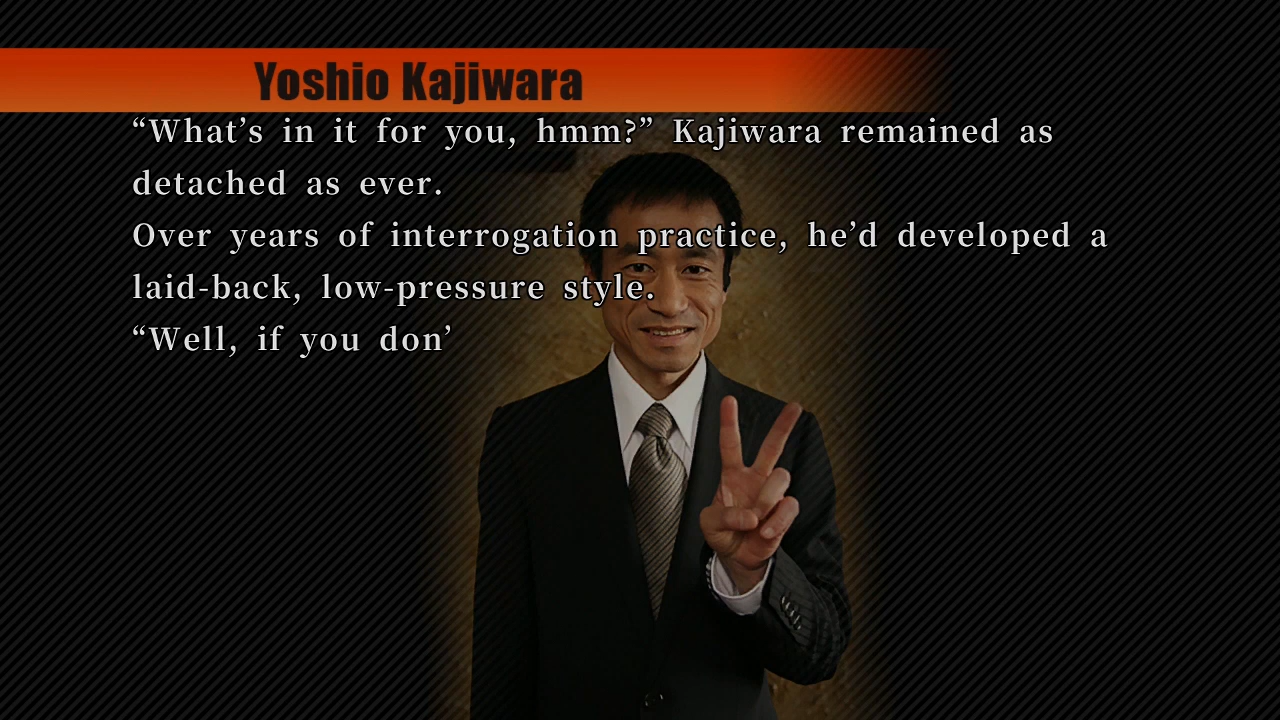 Yoshio Kajiwara
“What’s in it for you, hmm?” Kajiwara remained as
detached as ever.
Over years of interrogation practice, he’d developed a
laid-back, low-pressure style.
“Well, if you don’